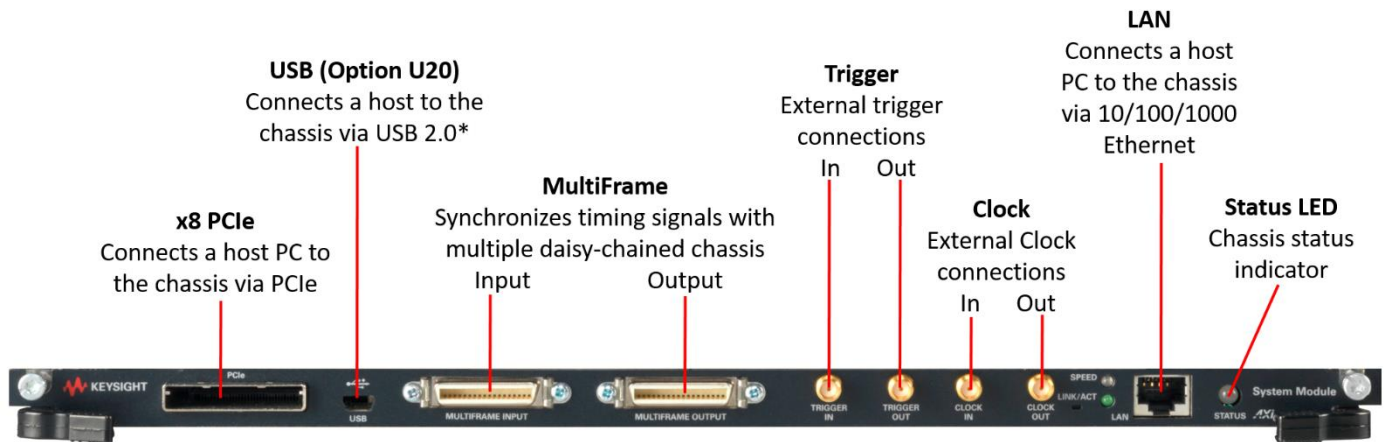 LAN
Connects a host
PC to the chassis
via 10/100/1000
Ethernet
USB (Option U20)
Connects a host to the
chassis via USB 2.0*
Trigger
External trigger
connections
In Out
MultiFrame
Synchronizes timing signals with
multiple daisy-chained chassis
Input Output
x8 PCIe
Connects a host PC to
the chassis via PCIe
Clock
External Clock
connections
In Out
Status LED
Chassis status
indicator
KEYSIGHT
PCIe
USB
MULTIFRAME INPUT
MULTIFRAME OUTPUT
TRIGGER
IN
TRIGGER
OUT
CLOCK
IN
CLOCK
OUT
SPEED
LINK/ACT
LAN
STATUS
System Module